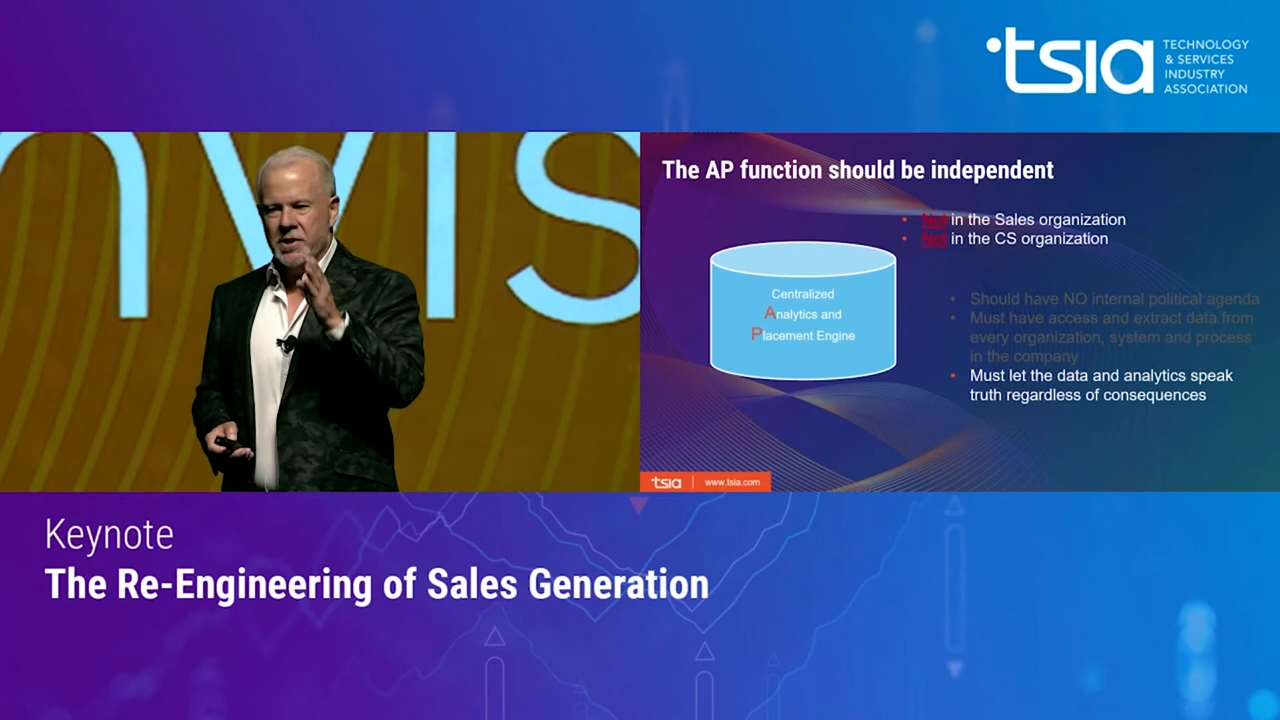 tsia
TECHNOLOGY
& SERVICES
INDUSTRY
ASSOCIATION
nvis
The AP function should be independent
• Not in the Sales organization
• Not in the CS organization
Centralized
Analytics and
Placement Engine
• Should have NO internal political agenda
• Must have access and extract data from
every organization, system and process
in the company
• Must let the data and analytics speak
truth regardless of consequences
tsia | www.tsia.com
Keynote
The Re-Engineering of Sales Generation